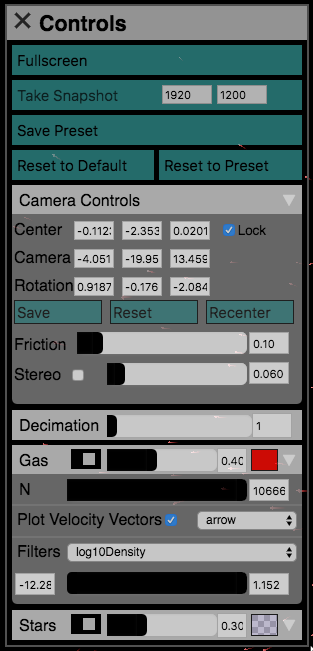 Controls
Fullscreen
Take Snapshot 1920 1200
Save Preset
Reset to Default Reset to Preset
Camera Controls
Center -0.112 -2.353 0.0201 Lock
Camera -4.051 -19.95 13.459
Rotation 0.9187 -0.176 -2.084
Save Reset Recenter
Friction 0.10
Stereo 0.060
Decimation 1
Gas 0.40
N 10666
Plot Velocity Vectors arrow
Filters log10Density
-12.28 1.152
Stars 0.30